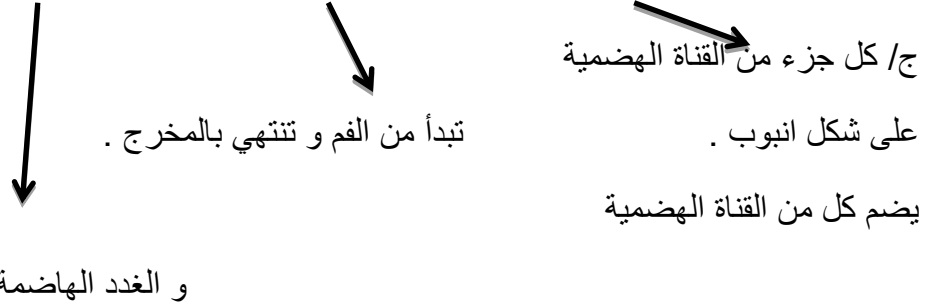 ج/ كل جزء من القناة الهضمية
على شكل انبوب .
تبدأ من الفم و تنتهي بالمخرج .
يضم كل من القناة الهضمية
و الغدد الهاضمة